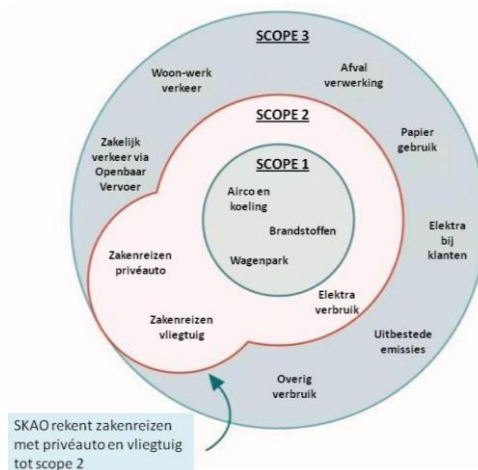 SCOPE 3
Woon-werk
verkeer
Afval
verwerking
SCOPE 2
Zakelijk
verkeer via
Openbaar
Vervoer
Papier
gebruik
SCOPE 1
Airco en
koeling
Brandstoffen
Wagenpark
Elektra
bij
klanten
Zakenreizen
privéauto
Elektra
verbruik
Zakenreizen
vliegtuig
Uitbestede
emissies
Overig
verbruik
SKAO rekent zakenreizen
met privéauto en vliegtuig
tot scope 2